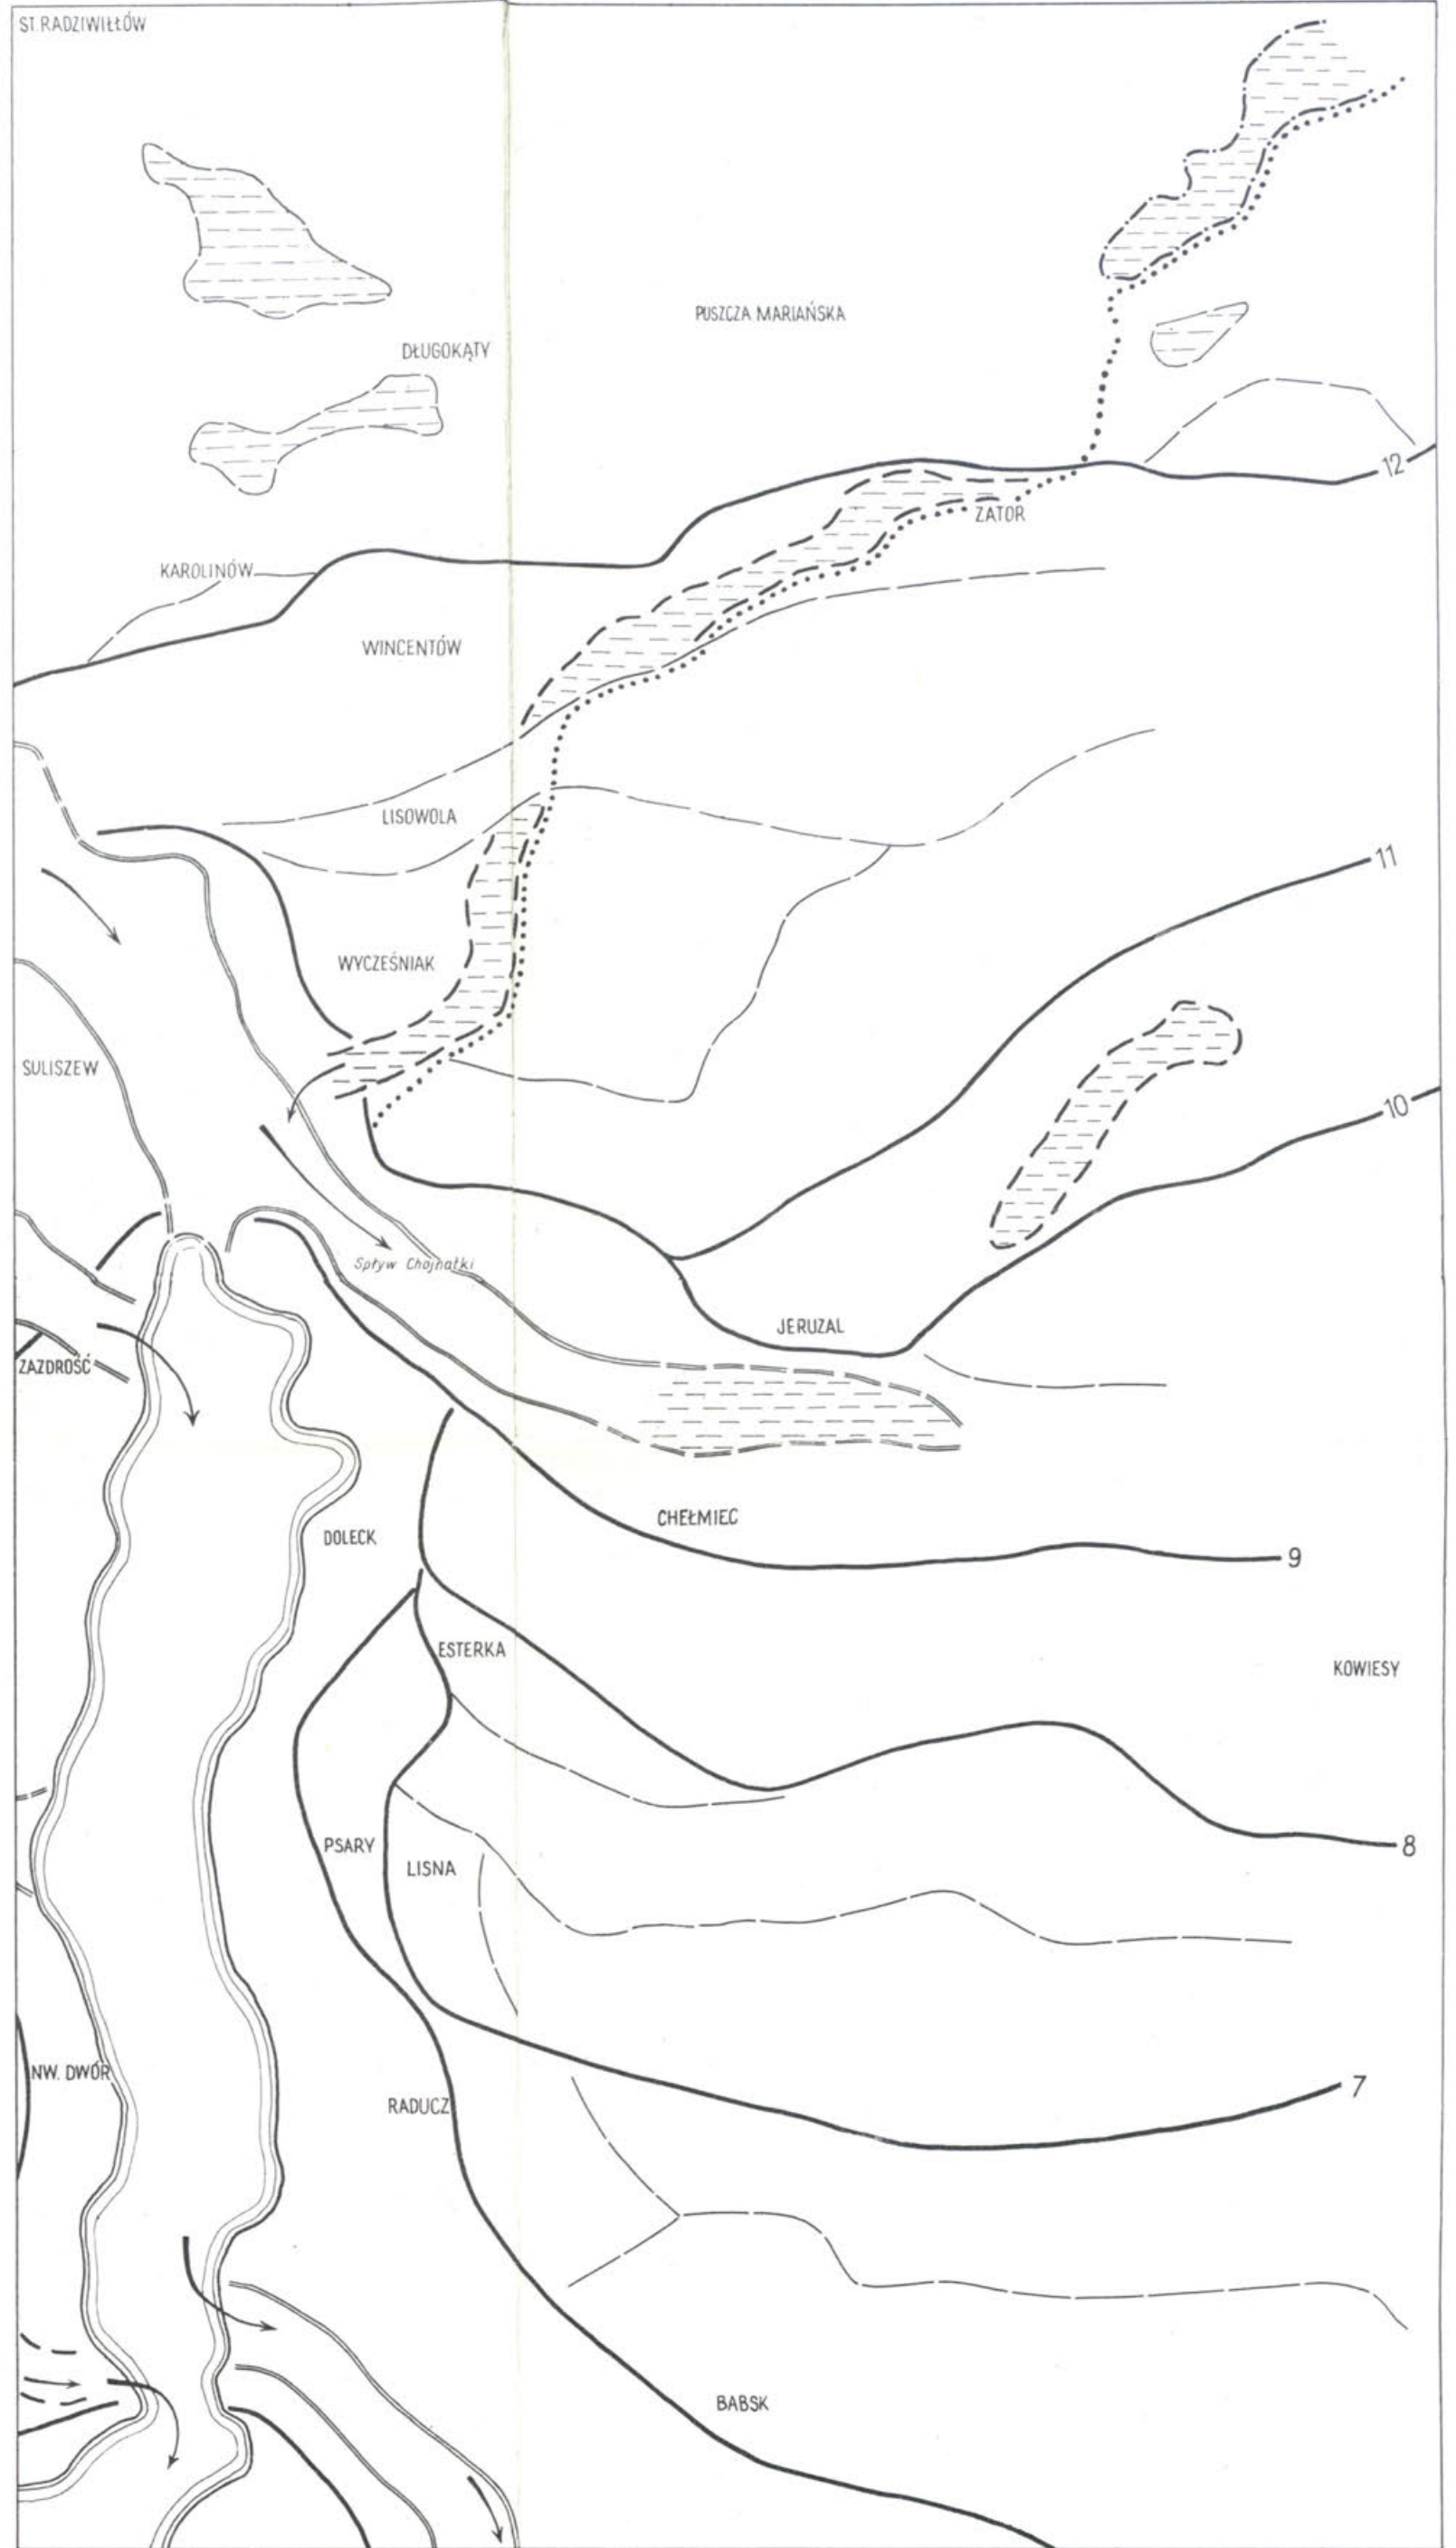 ST. RADZIWIŁŁÓW
PUSZCZA MARIAŃSKA
DŁUGOKĄTY
12
ZATOR
KAROLINÓW
WINCENTÓW
LISOWOLA
11
WYCZEŚNIAK
SULISZEW
10
Spływ Chojnatki
JERUZAL
ZAZDROŚĆ
CHEŁMIEC
DOLECK
9
ESTERKA
KOWIESY
PSARY
8
LISNA
NW. DWÓR
7
RADUCZ
BABSK